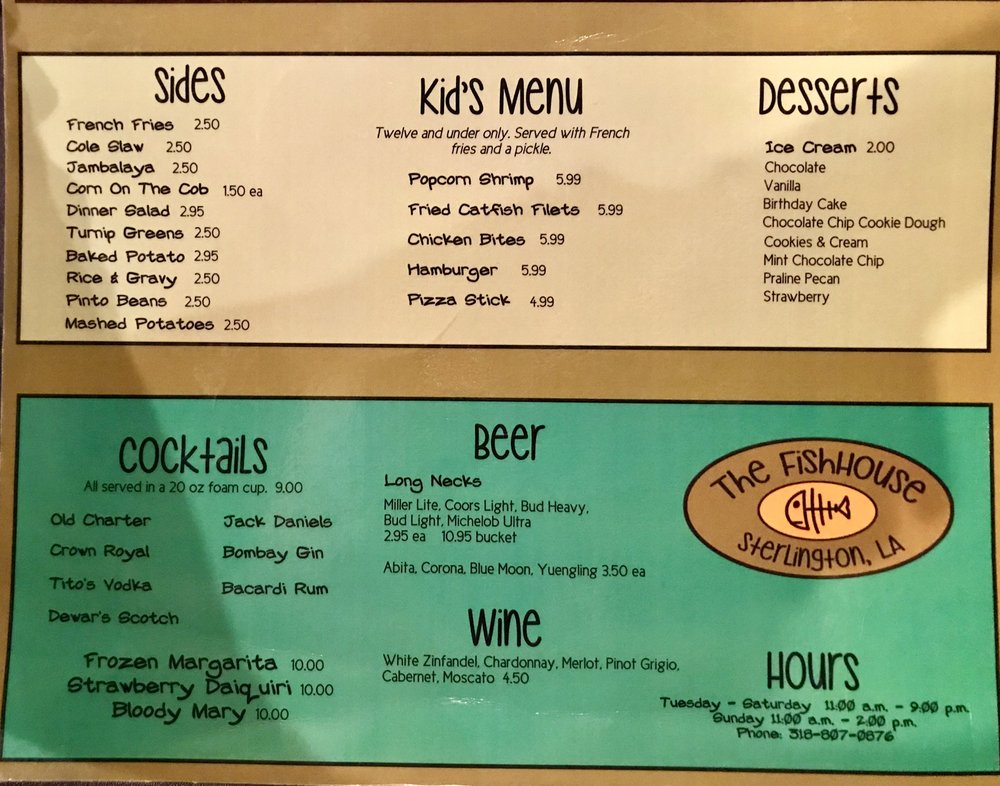 Sides
French Fries 2.50
Cole Slaw 2.50
Jambalaya 2.50
Corn On The Cob 1.50 ea
Dinner Salad 2.95
Turnip Greens 2.50
Baked Potato 2.95
Rice & Gravy 2.50
Pinto Beans 2.50
Mashed Potatoes 2.50
Kid's Menu
Twelve and under only. Served with French
fries and a pickle.
Popcorn Shrimp 5.99
Fried Catfish Filets 5.99
Chicken Bites 5.99
Hamburger 5.99
Pizza Stick 4.99
Desserts
Ice Cream 2.00
Chocolate
Vanilla
Birthday Cake
Chocolate Chip Cookie Dough
Cookies & Cream
Mint Chocolate Chip
Praline Pecan
Strawberry
Cocktails
All served in a 20 oz foam cup. 9.00
Old Charter Jack Daniels
Crown Royal Bombay Gin
Tito's Vodka Bacardi Rum
Dewar's Scotch
Frozen Margarita 10.00
Strawberry Daiquiri 10.00
Bloody Mary 10.00
Beer
Long Necks
Miller Lite, Coors Light, Bud Heavy,
Bud Light, Michelob Ultra
2.95 ea 10.95 bucket
Abita, Corona, Blue Moon, Yuengling 3.50 ea
Wine
White Zinfandel, Chardonnay, Merlot, Pinot Grigio,
Cabernet, Moscato 4.50
The FishHouse
Sterlington, LA
Hours
Tuesday - Saturday 11:00 a.m. - 9:00 p.m.
Sunday 11:00 a.m. - 2:00 p.m.
Phone: 318-807-0876